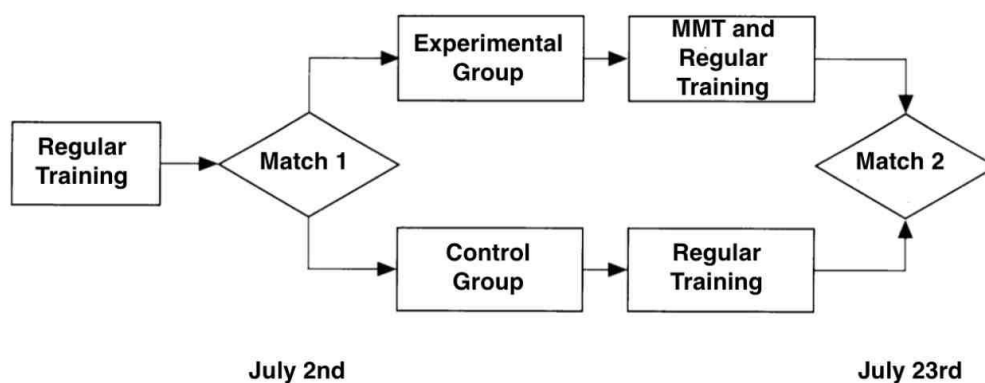 Experimental
Group
MMT and
Regular
Training
Regular
Training
Match 1
Match 2
Control
Group
Regular
Training
July 2nd
July 23rd